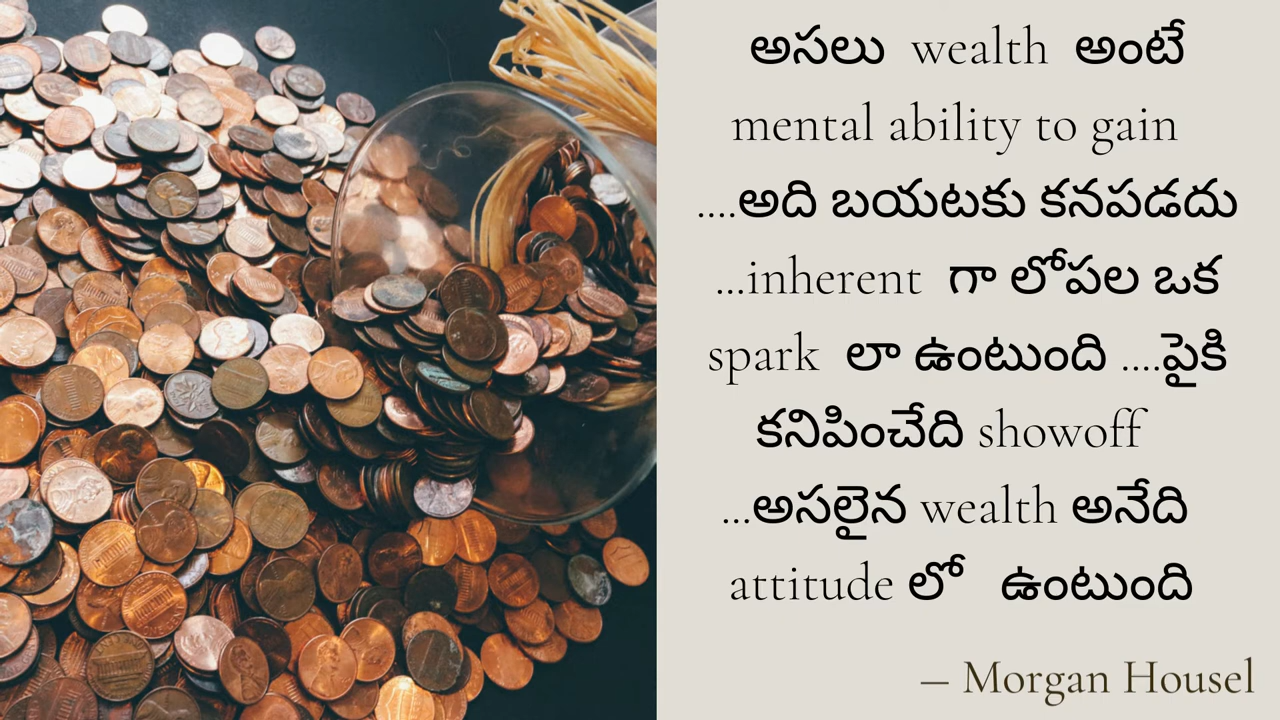 అసలు wealth అంటే
mental ability to gain
....అది బయటకు కనపడదు
...inherent గా లోపల ఒక
spark లా ఉంటుంది ....పైకి
కనిపించేది showoff
...అసలైన wealth అనేది
attitude లో ఉంటుంది
– Morgan Housel